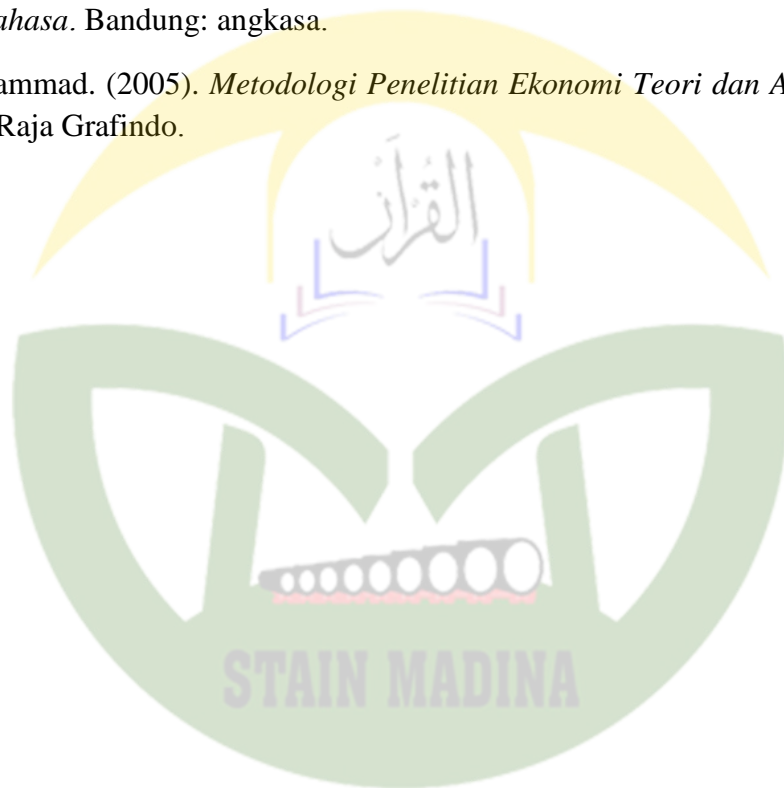 ahasa. Bandung: angkasa.
ammad. (2005). Metodologi Penelitian Ekonomi Teori dan A
Raja Grafindo.
القرآن
STAIN MADINA